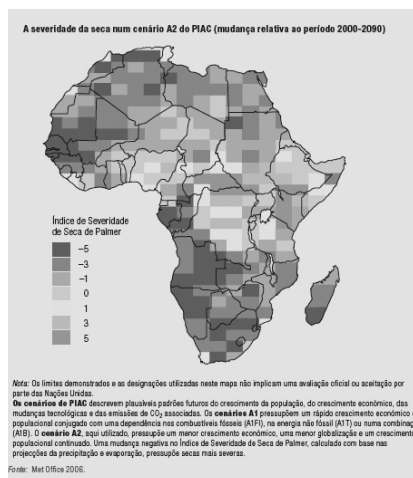 A severidade da seca num cenário A2 do PIAC (mudança relativa ao período 2000-2090)
Índice de Severidade
de Seca de Palmer
–5
–3
–1
0
1
3
5
Nota: Os limites demonstrados e as designações utilizadas neste mapa não implicam uma avaliação oficial ou aceitação por
parte das Nações Unidas.
Os cenários do PIAC descrevem plausíveis padrões futuros do crescimento da população, do crescimento económico, das
mudanças tecnológicas e das emissões de CO₂ associadas. Os cenários A1 pressupõem um rápido crescimento económico
populacional conjugado com uma dependência nos combustíveis fósseis (A1FI), na energia não fóssil (A1T) ou numa combinaç
(A1B). O cenário A2, aqui utilizado, pressupõe um menor crescimento económico, uma menor globalização e um cresciment
populacional continuado. Uma mudança negativa no Índice de Severidade de Seca de Palmer, calculado com base nas
projecções da precipitação e evaporação, pressupõe secas mais severas.
Fonte: Met Office 2006.